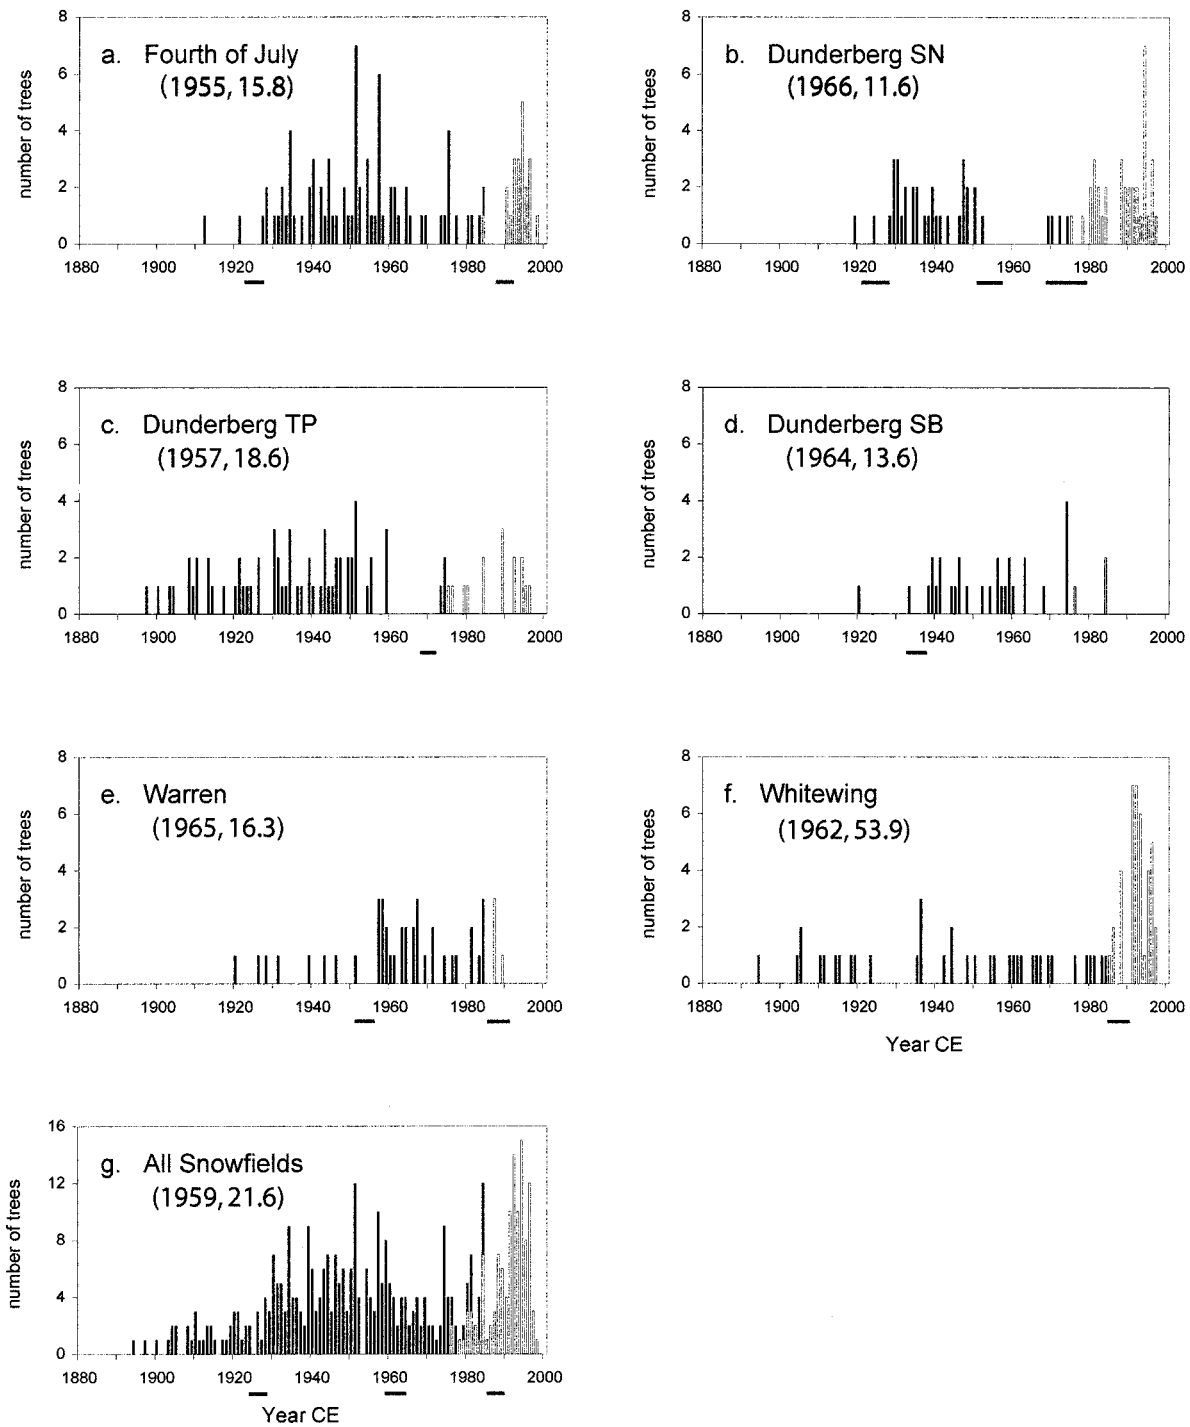 8
6
4
2
0
number of trees
a. Fourth of July
(1955, 15.8)
1880 1900 1920 1940 1960 1980 2000
8
6
4
2
0
number of trees
b. Dunderberg SN
(1966, 11.6)
1880 1900 1920 1940 1960 1980 2000
8
6
4
2
0
number of trees
c. Dunderberg TP
(1957, 18.6)
1880 1900 1920 1940 1960 1980 2000
8
6
4
2
0
number of trees
d. Dunderberg SB
(1964, 13.6)
1880 1900 1920 1940 1960 1980 2000
8
6
4
2
0
number of trees
e. Warren
(1965, 16.3)
1880 1900 1920 1940 1960 1980 2000
8
6
4
2
0
number of trees
f. Whitewing
(1962, 53.9)
1880 1900 1920 1940 1960 1980 2000
Year CE
16
12
8
4
0
number of trees
g. All Snowfields
(1959, 21.6)
1880 1900 1920 1940 1960 1980 2000
Year CE